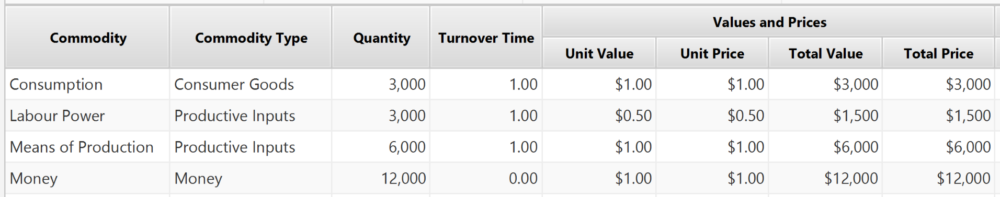 Values and Prices
Commodity Commodity Type Quantity Turnover Time
Unit Value Unit Price Total Value Total Price
Consumption Consumer Goods 3,000 1.00 $1.00 $1.00 $3,000 $3,000
Labour Power Productive Inputs 3,000 1.00 $0.50 $0.50 $1,500 $1,500
Means of Production Productive Inputs 6,000 1.00 $1.00 $1.00 $6,000 $6,000
Money Money 12,000 0.00 $1.00 $1.00 $12,000 $12,000